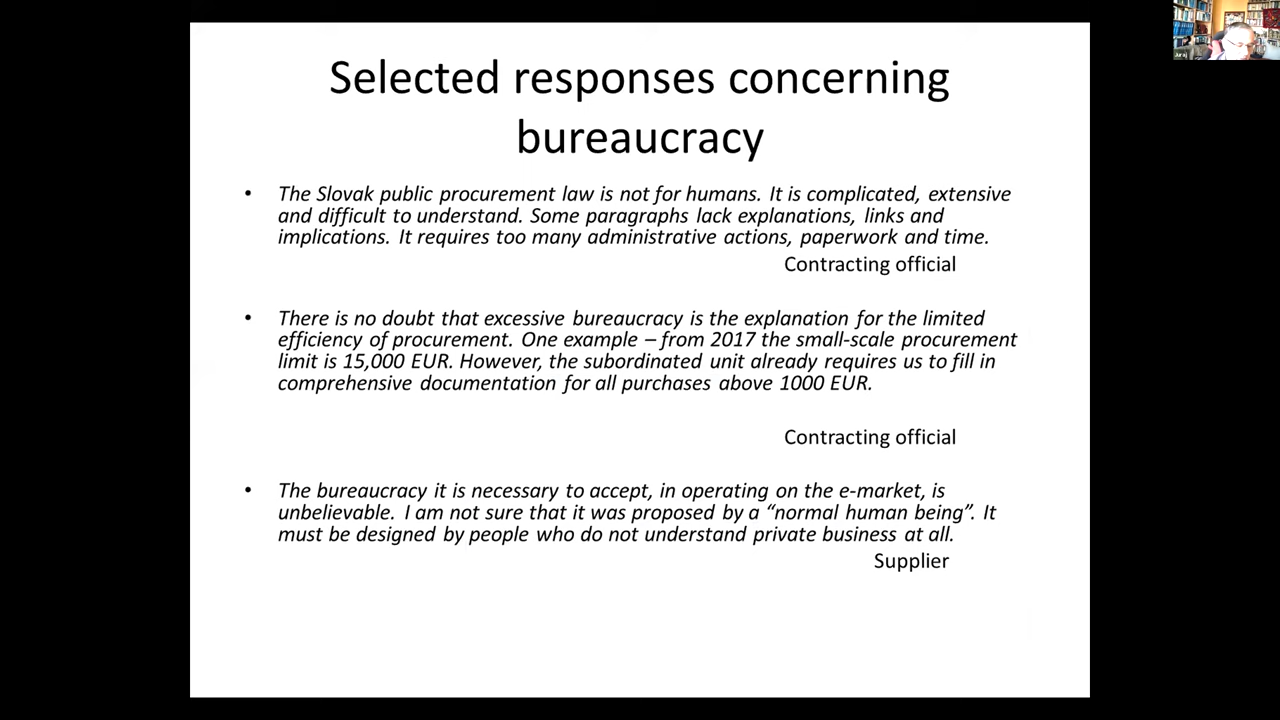 Selected responses concerning
bureaucracy
• The Slovak public procurement law is not for humans. It is complicated, extensive
and difficult to understand. Some paragraphs lack explanations, links and
implications. It requires too many administrative actions, paperwork and time.
Contracting official
• There is no doubt that excessive bureaucracy is the explanation for the limited
efficiency of procurement. One example – from 2017 the small-scale procurement
limit is 15,000 EUR. However, the subordinated unit already requires us to fill in
comprehensive documentation for all purchases above 1000 EUR.
Contracting official
• The bureaucracy it is necessary to accept, in operating on the e-market, is
unbelievable. I am not sure that it was proposed by a “normal human being”. It
must be designed by people who do not understand private business at all.
Supplier
Juraj